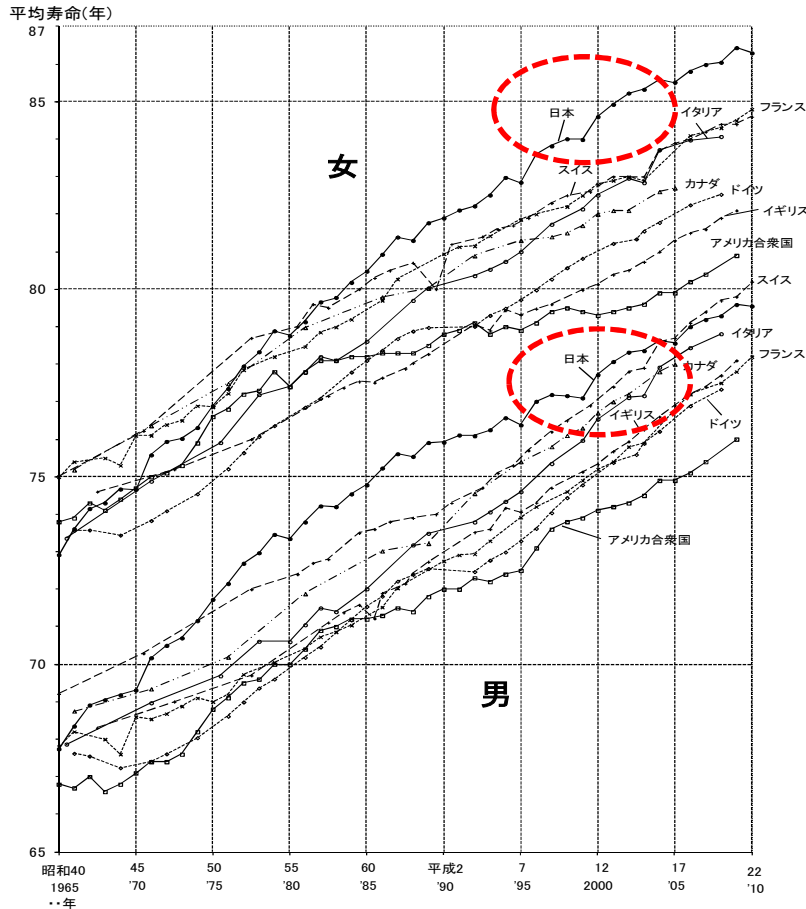 平均寿命(年)
87
85
80
75
70
65
女
日本
スイス
イタリア
フランス
カナダ
ドイツ
イギリス
アメリカ合衆国
スイス
日本
イタリア
フランス
カナダ
イギリス
ドイツ
アメリカ合衆国
男
昭和40 45 50 55 60 平成2 7 12 17 22
1965 '70 '75 '80 '85 '90 '95 2000 '05 '10
‥年